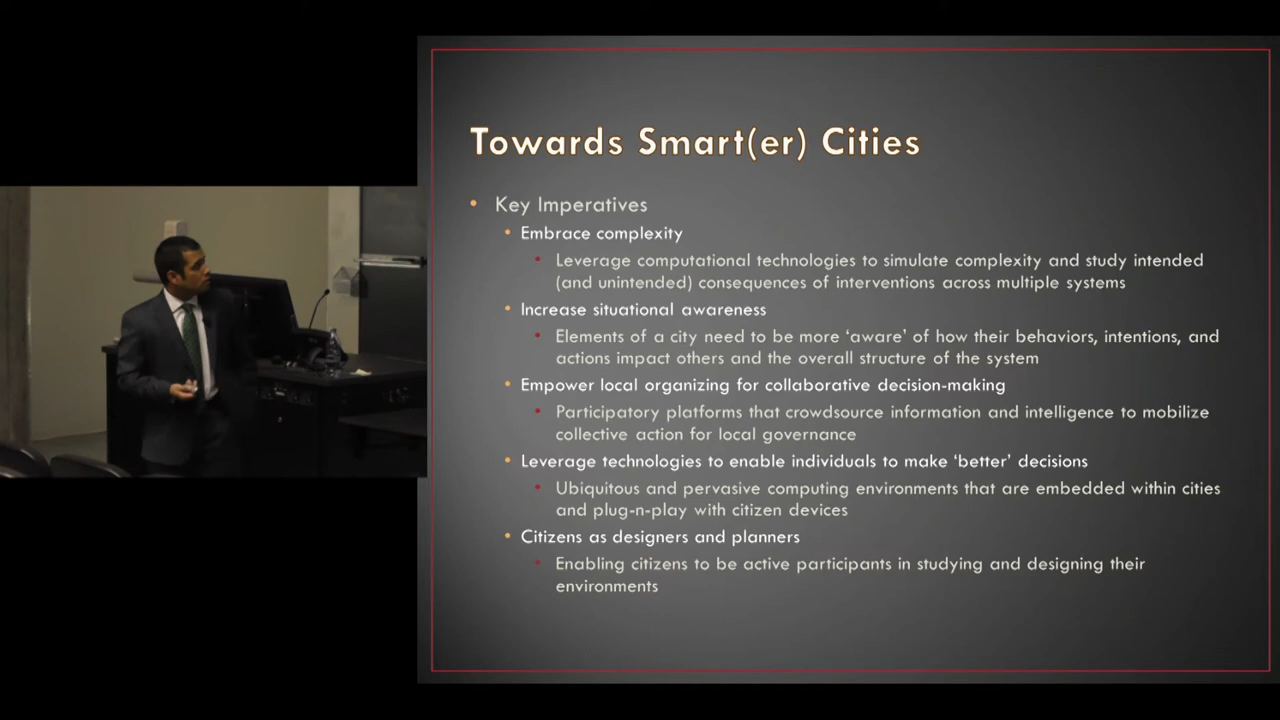 Towards Smart(er) Cities
• Key Imperatives
• Embrace complexity
• Leverage computational technologies to simulate complexity and study intended
(and unintended) consequences of interventions across multiple systems
• Increase situational awareness
• Elements of a city need to be more ‘aware’ of how their behaviors, intentions, and
actions impact others and the overall structure of the system
• Empower local organizing for collaborative decision-making
• Participatory platforms that crowdsource information and intelligence to mobilize
collective action for local governance
• Leverage technologies to enable individuals to make ‘better’ decisions
• Ubiquitous and pervasive computing environments that are embedded within cities
and plug-n-play with citizen devices
• Citizens as designers and planners
• Enabling citizens to be active participants in studying and designing their
environments